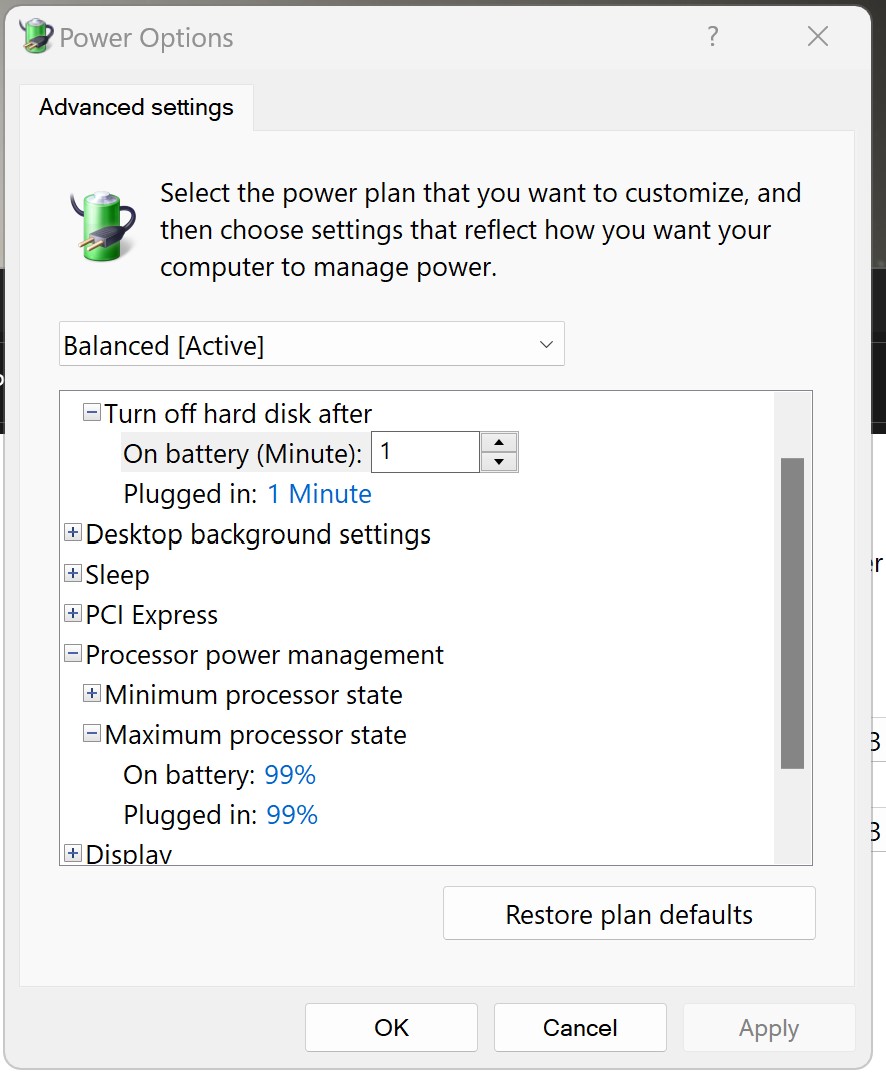 Power Options
?
Advanced settings
Select the power plan that you want to customize, and
then choose settings that reflect how you want your
computer to manage power.
Balanced [Active]
Turn off hard disk after
On battery (Minute): 1
Plugged in: 1 Minute
Desktop background settings
Sleep
PCI Express
Processor power management
Minimum processor state
Maximum processor state
On battery: 99%
Plugged in: 99%
Display
Restore plan defaults
OK Cancel Apply